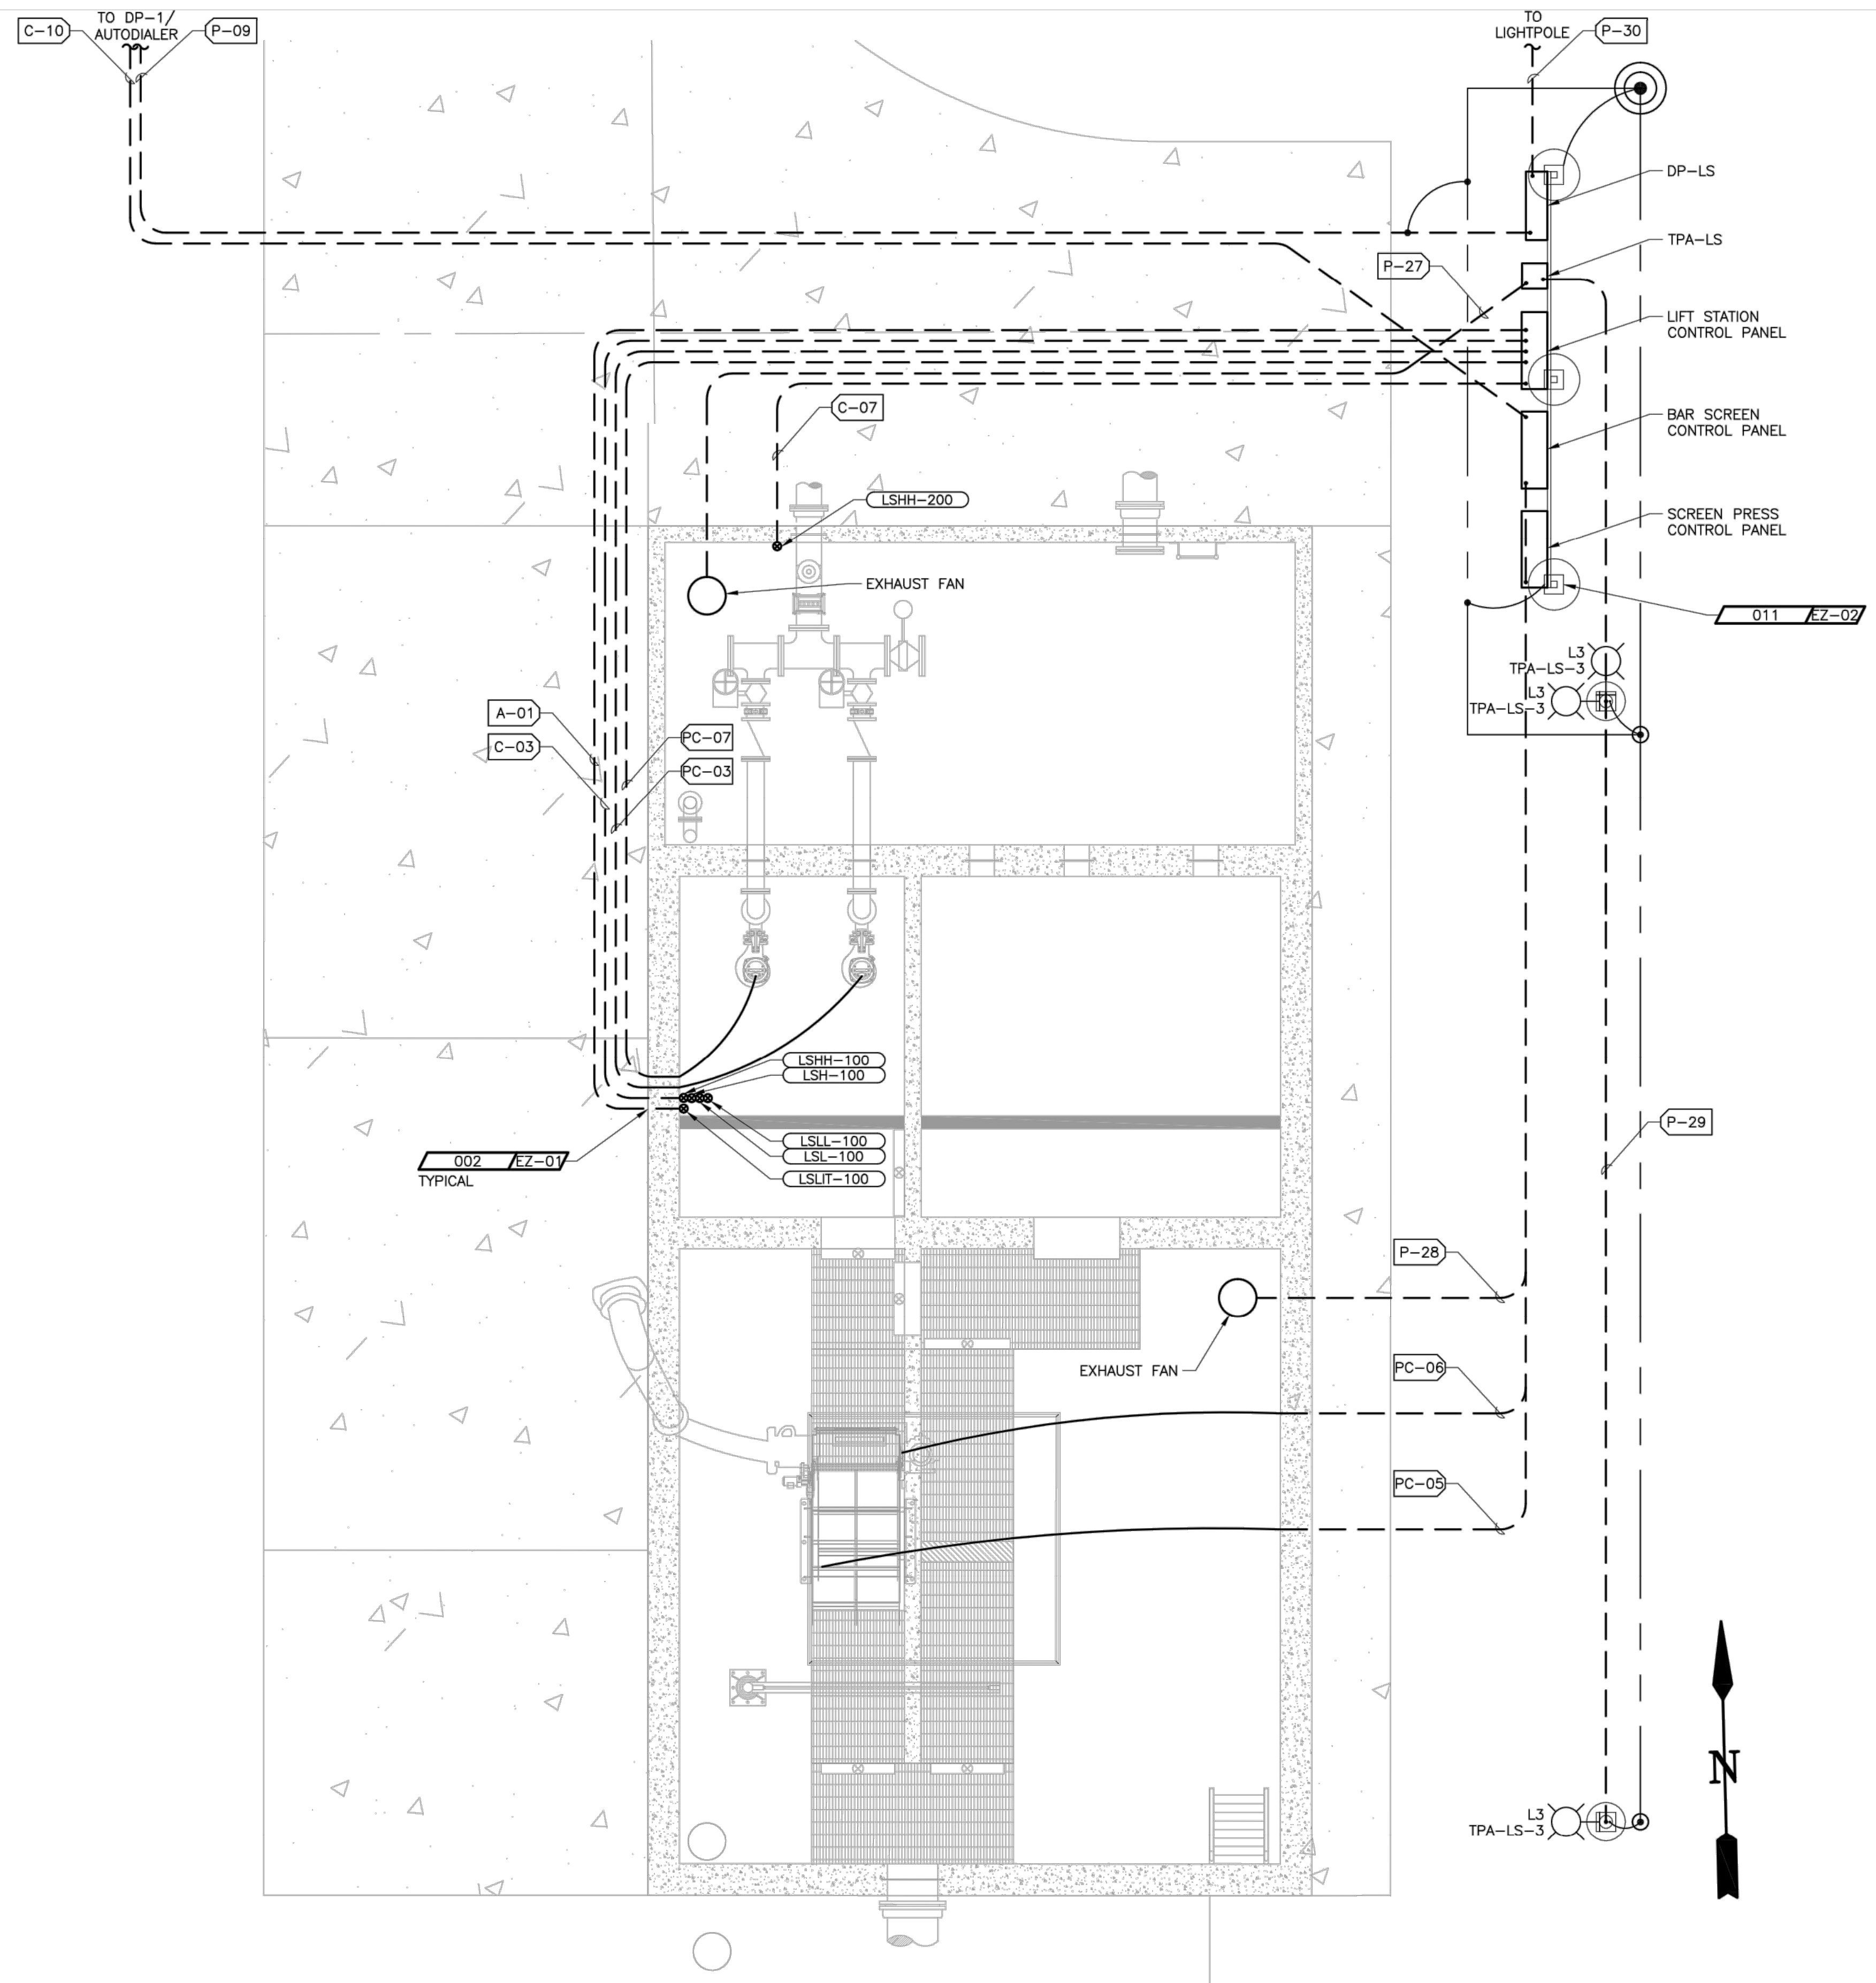 C-10
TO DP-1/
AUTODIALER
P-09
TO
LIGHTPOLE
P-30
DP-LS
TPA-LS
P-27
LIFT STATION
CONTROL PANEL
C-07
BAR SCREEN
CONTROL PANEL
LSHH-200
SCREEN PRESS
CONTROL PANEL
EXHAUST FAN
011 EZ-02
L3
TPA-LS-3
L3
TPA-LS-3
A-01
C-03
PC-07
PC-03
LSHH-100
LSH-100
LSLL-100
LSL-100
LSLIT-100
002 EZ-01
TYPICAL
P-29
P-28
EXHAUST FAN
PC-06
PC-05
N
L3
TPA-LS-3